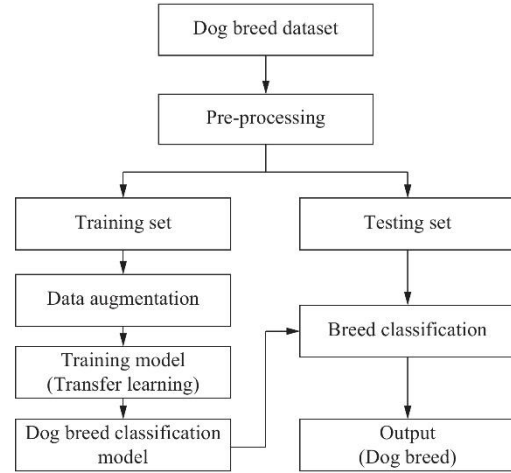 Dog breed dataset
Pre-processing
Training set
Testing set
Data augmentation
Breed classification
Training model
(Transfer learning)
Dog breed classification
model
Output
(Dog breed)